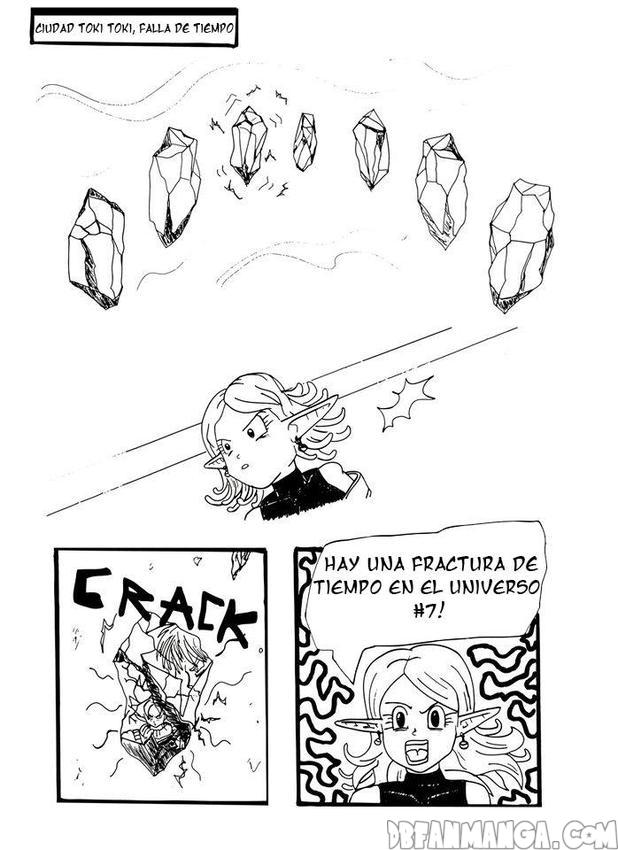 CIUDAD TOKI TOKI, FALLA DE TIEMPO
CRACK
HAY UNA FRACTURA DE
TIEMPO EN EL UNIVERSO
#7!
DBFANMANGA.COM